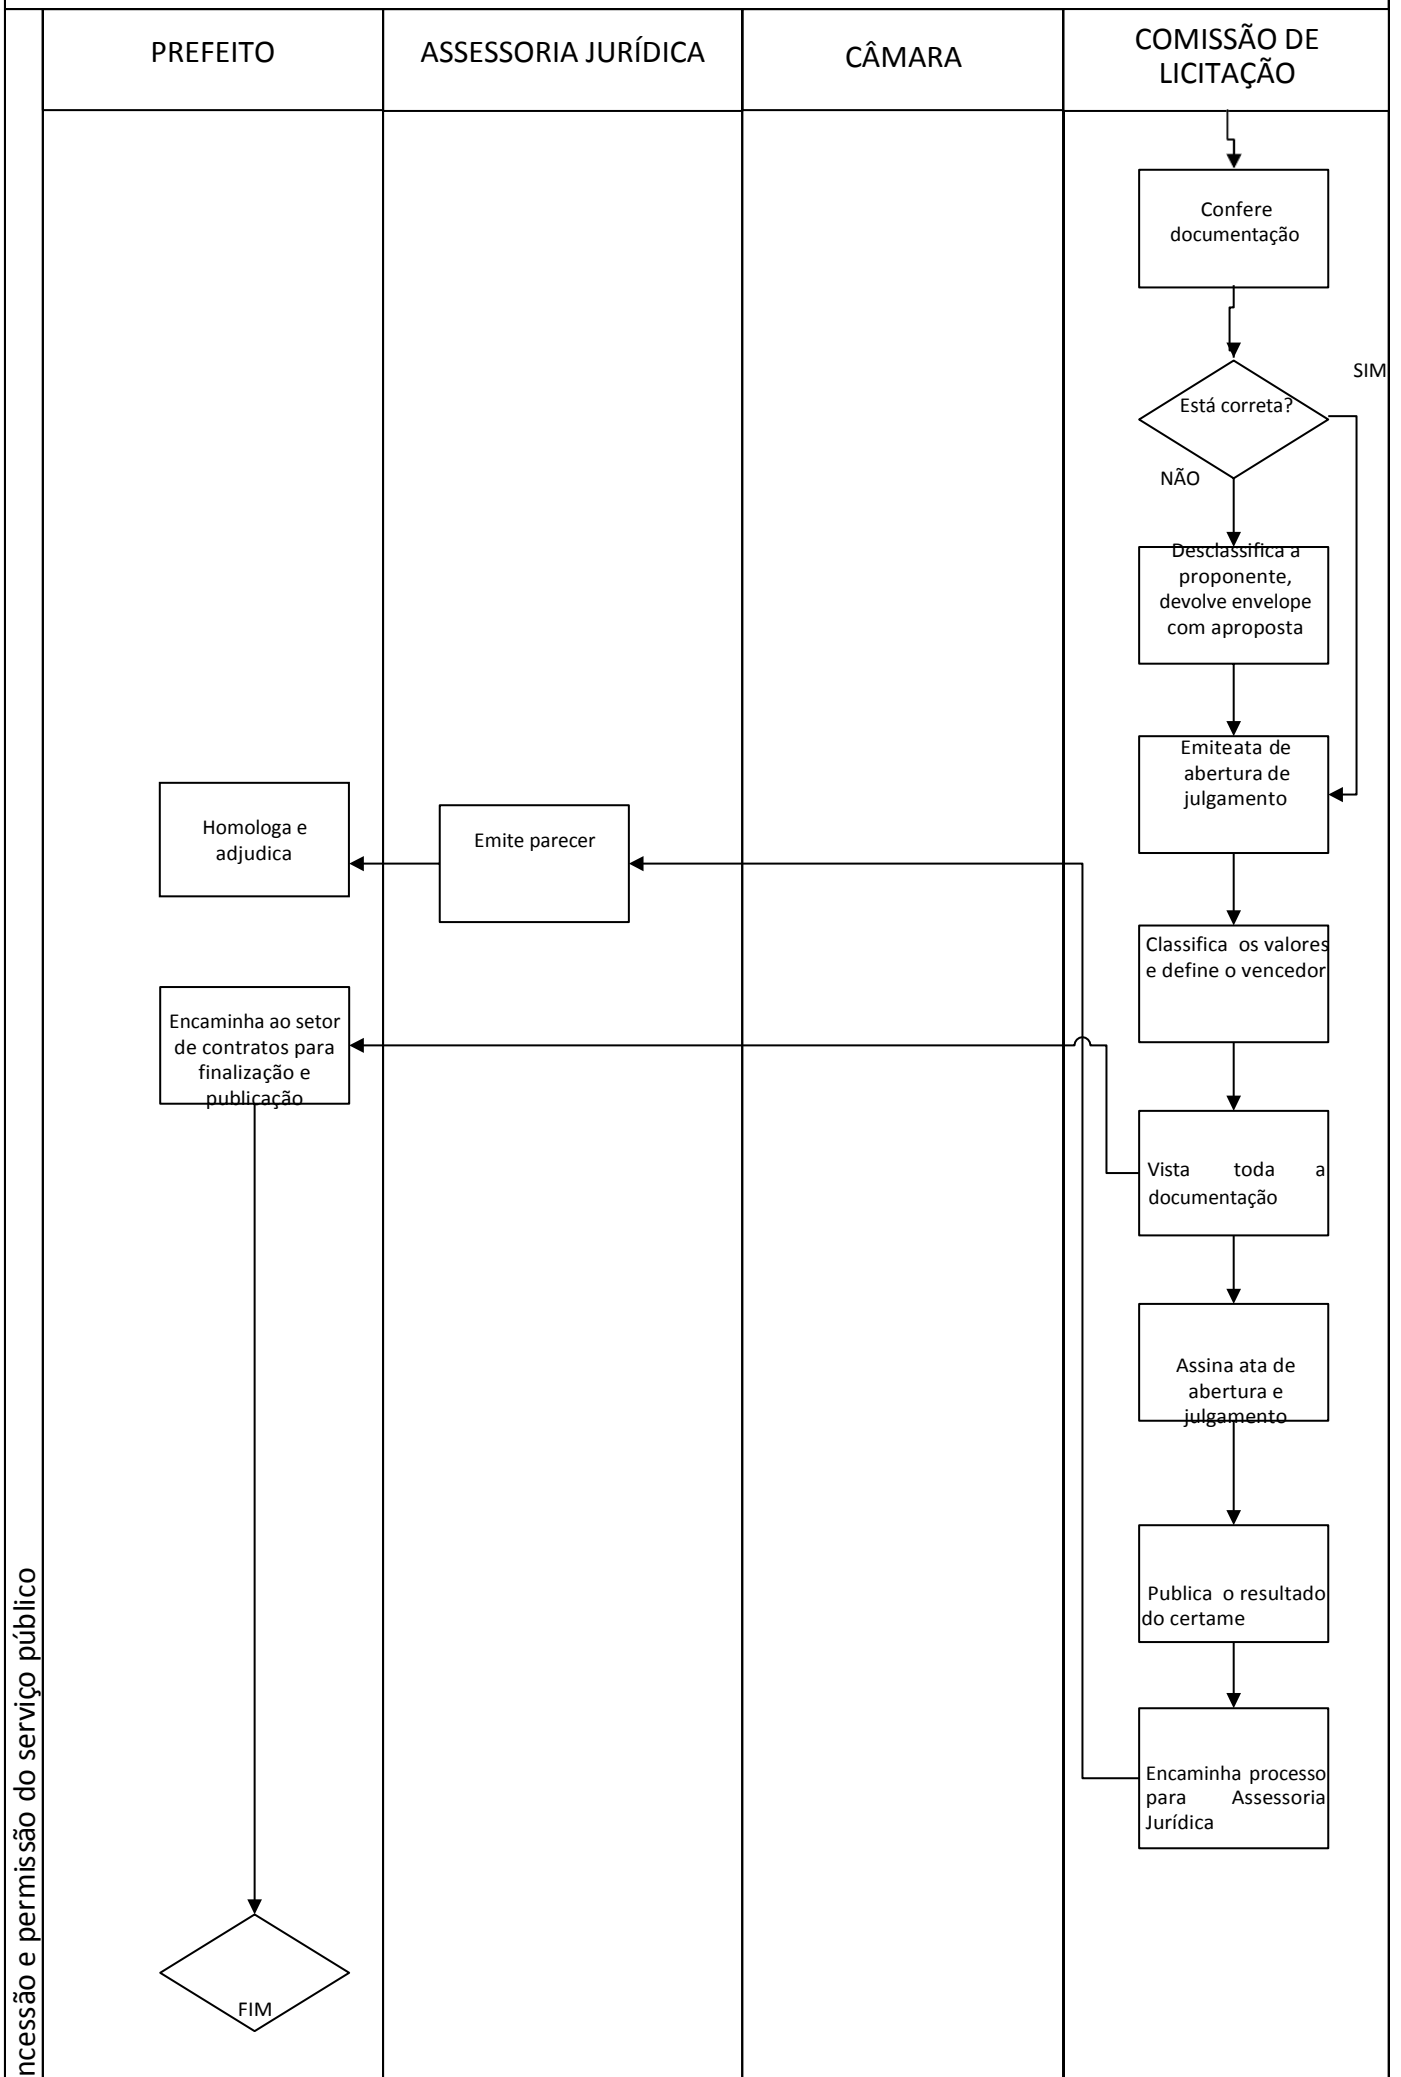 PREFEITO
ASSESSORIA JURÍDICA
CÂMARA
COMISSÃO DE
LICITAÇÃO
Confere
documentação
SIM
Está correta?
NÃO
Desclassifica a
proponente,
devolve envelope
com aproposta
Emiteata de
abertura de
julgamento
Homologa e
adjudica
Emite parecer
Classifica os valores
e define o vencedor
Encaminha ao setor
de contratos para
finalização e
publicação
Vista toda a
documentação
Assina ata de
abertura e
julgamento
Publica o resultado
do certame
Encaminha processo
para Assessoria
Jurídica
FIM
ncessão e permissão do serviço público